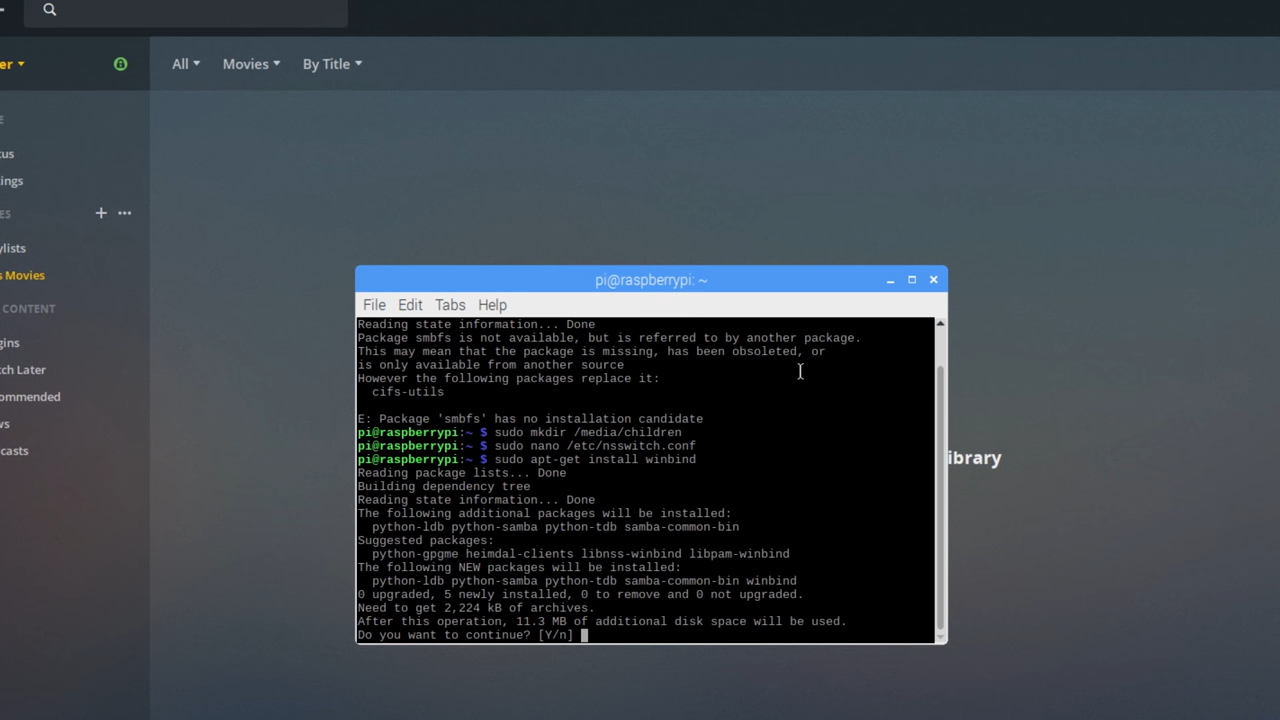 er
All Movies By Title
E
tus
ings
ES
ylists
s Movies
CONTENT
gins
tch Later
ommended
ws
casts
ibrary
pi@raspberrypi: ~
File Edit Tabs Help
Reading state information... Done
Package smbfs is not available, but is referred to by another package.
This may mean that the package is missing, has been obsoleted, or
is only available from another source
However the following packages replace it:
cifs-utils
E: Package 'smbfs' has no installation candidate
pi@raspberrypi:~ $ sudo mkdir /media/children
pi@raspberrypi:~ $ sudo nano /etc/nsswitch.conf
pi@raspberrypi:~ $ sudo apt-get install winbind
Reading package lists... Done
Building dependency tree
Reading state information... Done
The following additional packages will be installed:
python-ldb python-samba python-tdb samba-common-bin
Suggested packages:
python-gpgme heimdal-clients libnss-winbind libpam-winbind
The following NEW packages will be installed:
python-ldb python-samba python-tdb samba-common-bin winbind
0 upgraded, 5 newly installed, 0 to remove and 0 not upgraded.
Need to get 2,224 kB of archives.
After this operation, 11.3 MB of additional disk space will be used.
Do you want to continue? [Y/n]